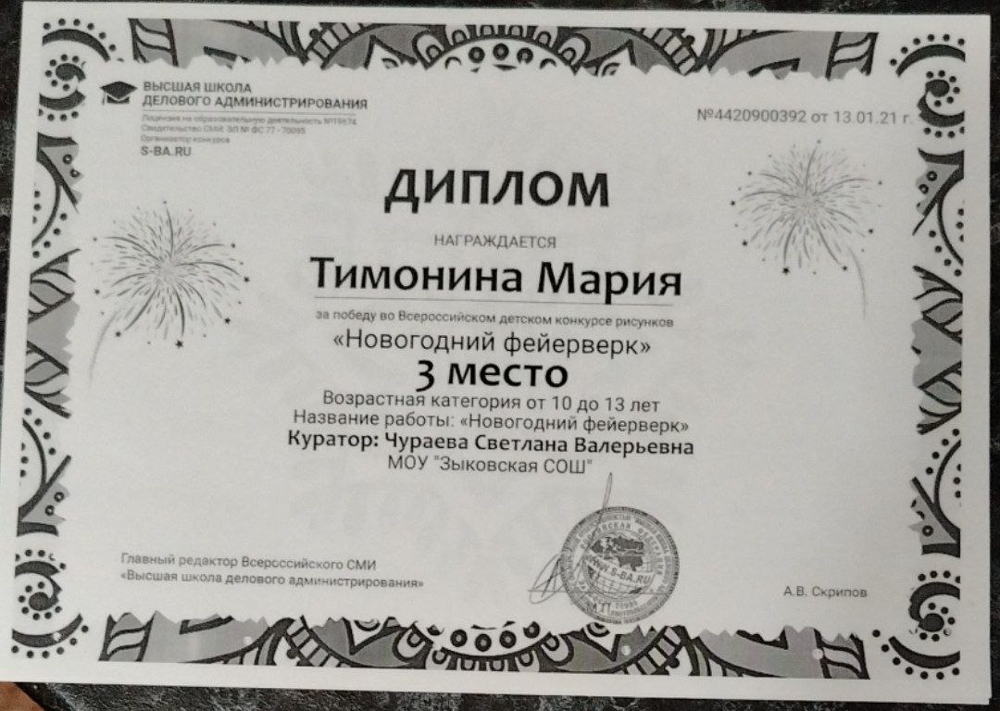 ВЫСШАЯ ШКОЛА
ДЕЛОВОГО АДМИНИСТРИРОВАНИЯ
Лицензия на образовательную деятельность №19674
Свидетельство СМИ: ЭЛ № ФС 77 - 70095
Организатор конкурсов
S-BA.RU
№4420900392 от 13.01.21 г.
ДИПЛОМ
НАГРАЖДАЕТСЯ
Тимонина Мария
за победу во Всероссийском детском конкурсе рисунков
«Новогодний фейерверк»
3 место
Возрастная категория от 10 до 13 лет
Название работы: «Новогодний фейерверк»
Куратор: Чураева Светлана Валерьевна
МОУ "Зыковская СОШ"
Главный редактор Всероссийского СМИ
«Высшая школа делового администрирования»
WWW.S-BA.RU
А.В. Скрипов